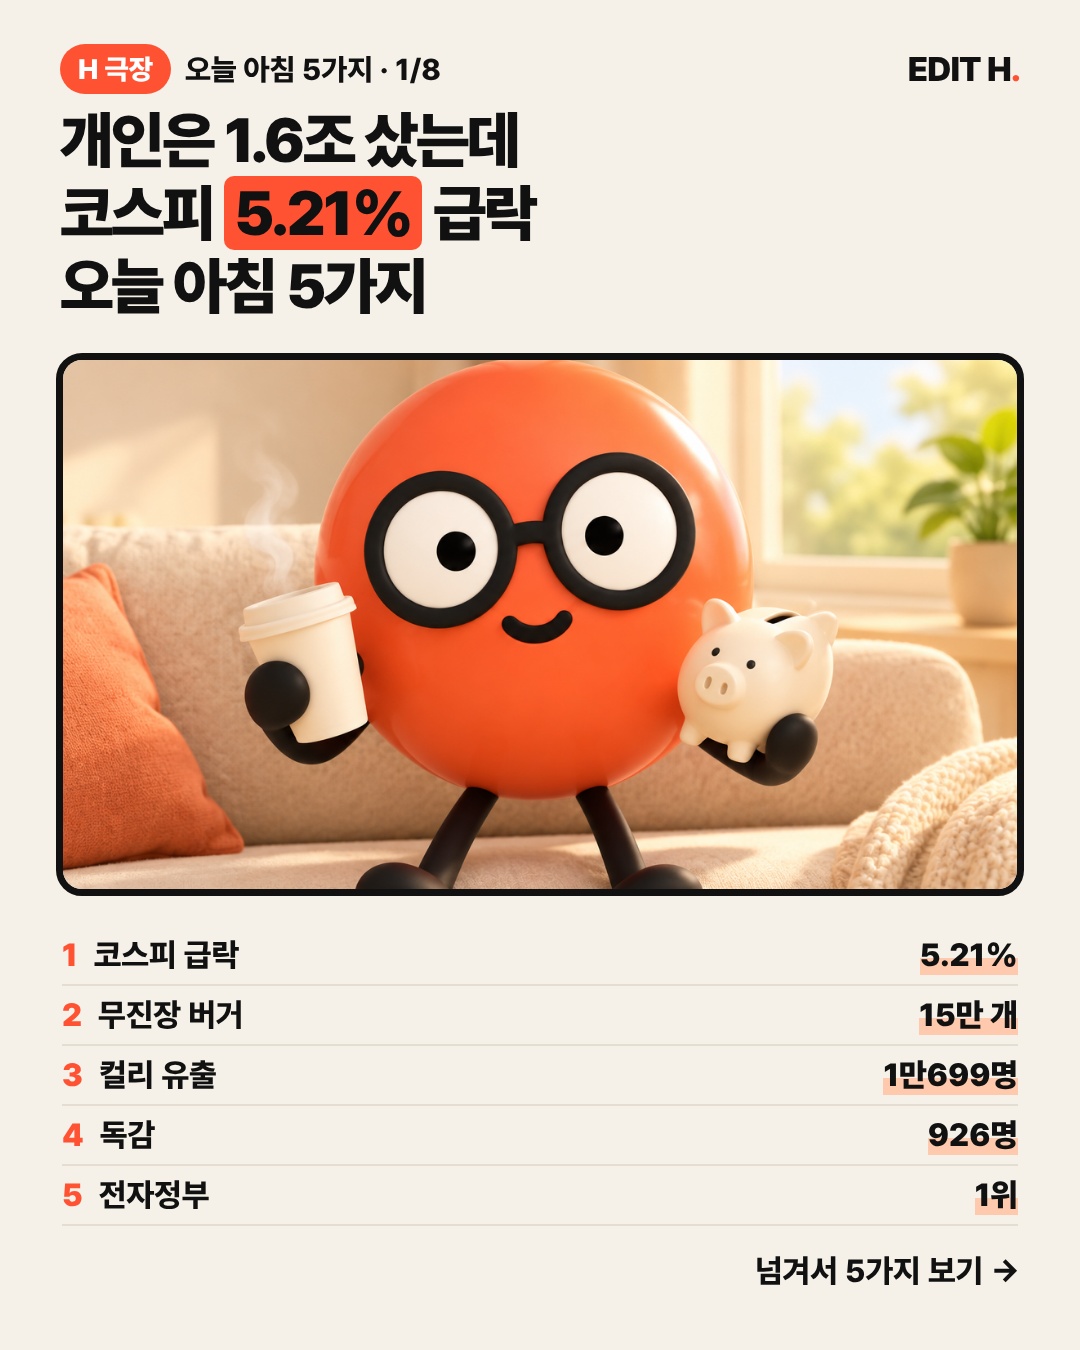 H 극장 오늘 아침 5가지 · 1/8
EDIT H.
개인은 1.6조 샀는데
코스피 5.21% 급락
오늘 아침 5가지
1 코스피 급락 5.21%
2 무진장 버거 15만 개
3 컬리 유출 1만699명
4 독감 926명
5 전자정부 1위
넘겨서 5가지 보기 →